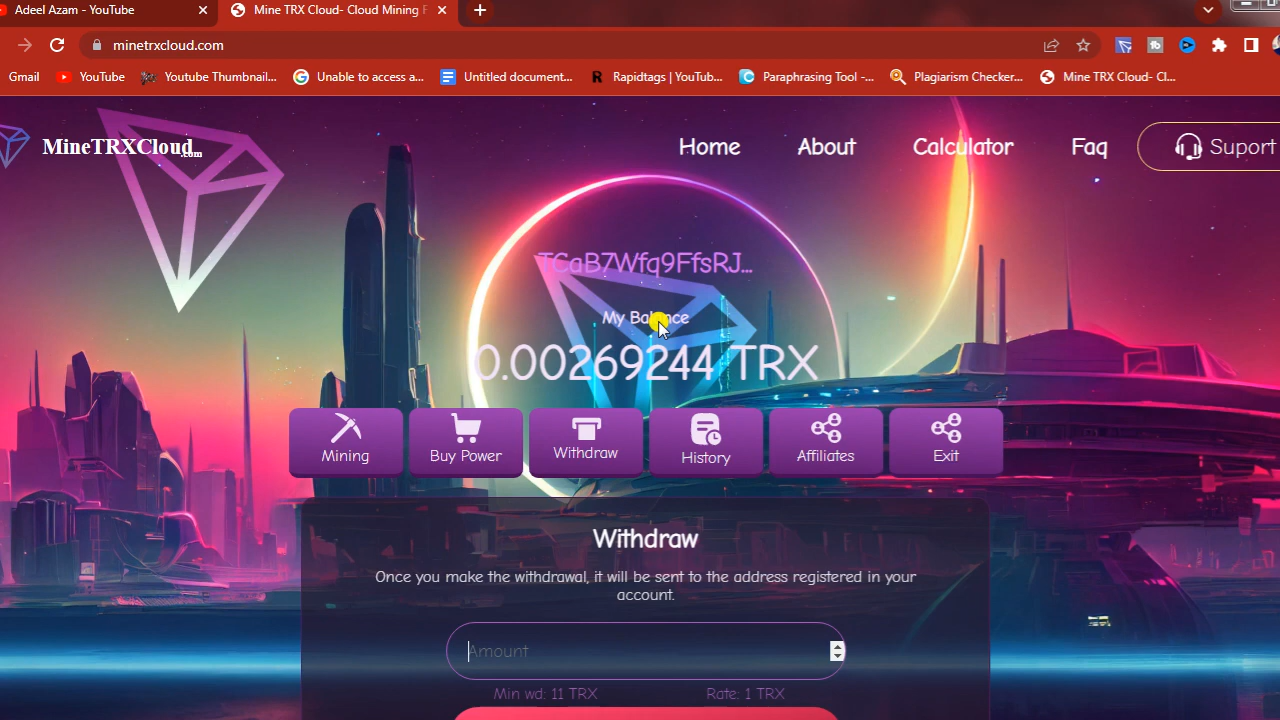 Adeel Azam - YouTube
Mine TRX Cloud- Cloud Mining F
minetrxcloud.com
Gmail
YouTube
Youtube Thumbnail...
Unable to access a...
Untitled document...
Rapidtags | YouTub...
Paraphrasing Tool -...
Plagiarism Checker...
Mine TRX Cloud- Cl...
MineTRXCloud.com
Home
About
Calculator
Faq
Suport
TCaB7Wfq9FfsRJ...
My Balance
0.00269244 TRX
Mining
Buy Power
Withdraw
History
Affiliates
Exit
Withdraw
Once you make the withdrawal, it will be sent to the address registered in your
account.
Amount
Min wd: 11 TRX
Rate: 1 TRX